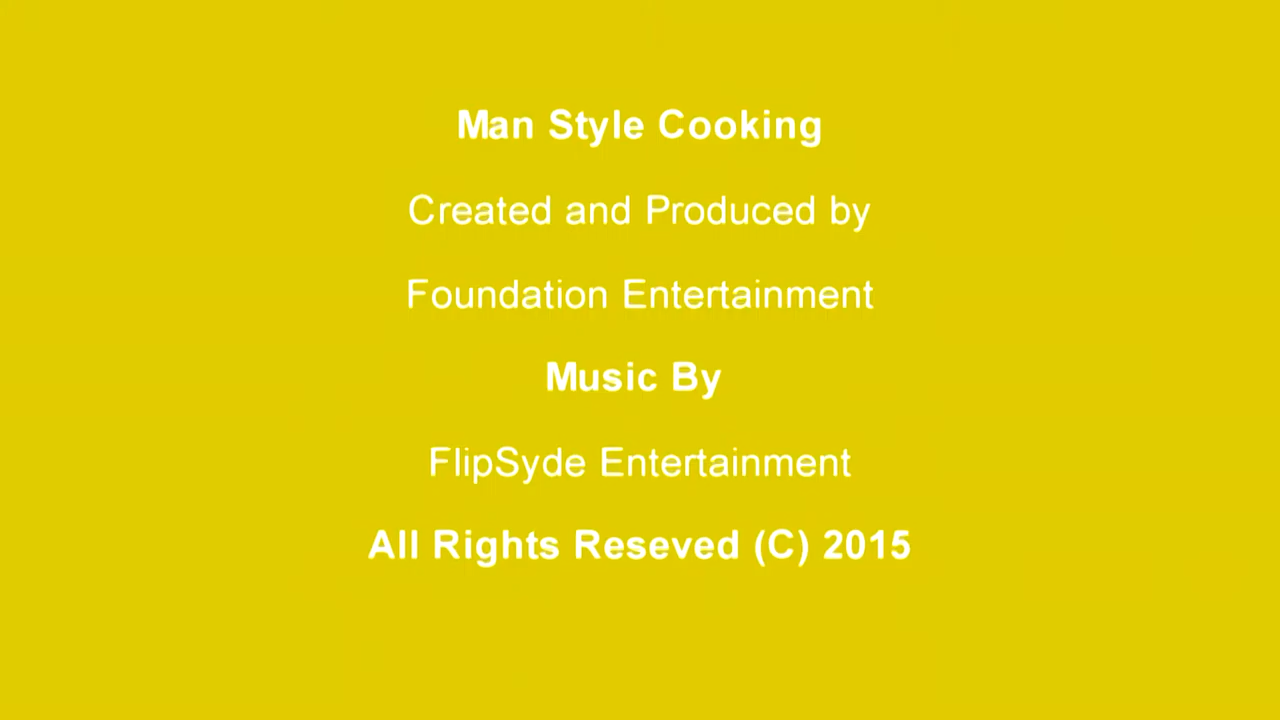 Man Style Cooking
Created and Produced by
Foundation Entertainment
Music By
FlipSyde Entertainment
All Rights Reseved (C) 2015